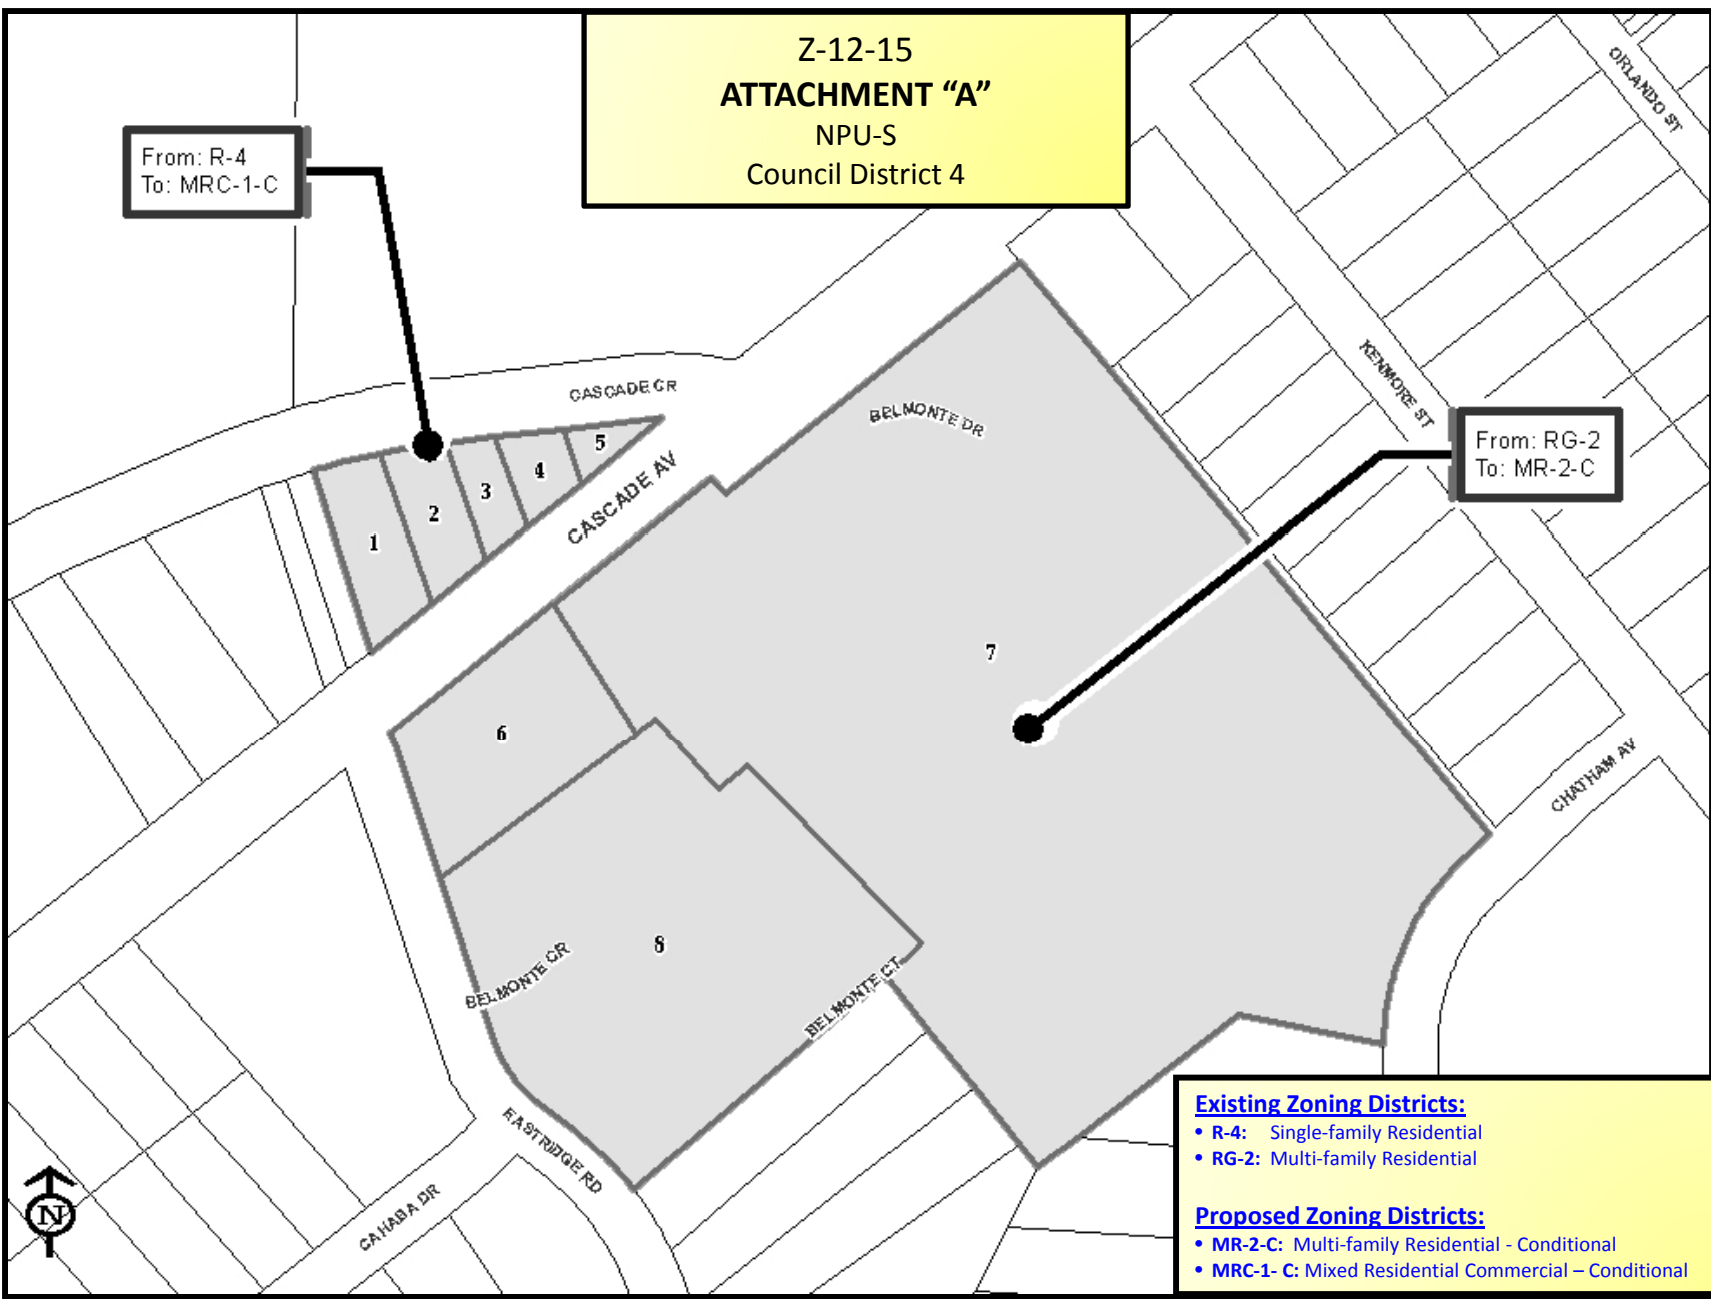 Z-12-15
ATTACHMENT “A”
NPU-S
Council District 4
From: R-4
To: MRC-1-C
ORLANDO ST
KENMORE ST
CASCADE CR
BELMONTE DR
From: RG-2
To: MR-2-C
CASCADE AV
1
2
3
4
5
6
7
8
CHATHAM AV
BELMONTE CR
BELMONTE CT
EASTRIDGE RD
CAHABA DR
N
Existing Zoning Districts:
• R-4: Single-family Residential
• RG-2: Multi-family Residential
Proposed Zoning Districts:
• MR-2-C: Multi-family Residential - Conditional
• MRC-1- C: Mixed Residential Commercial – Conditional